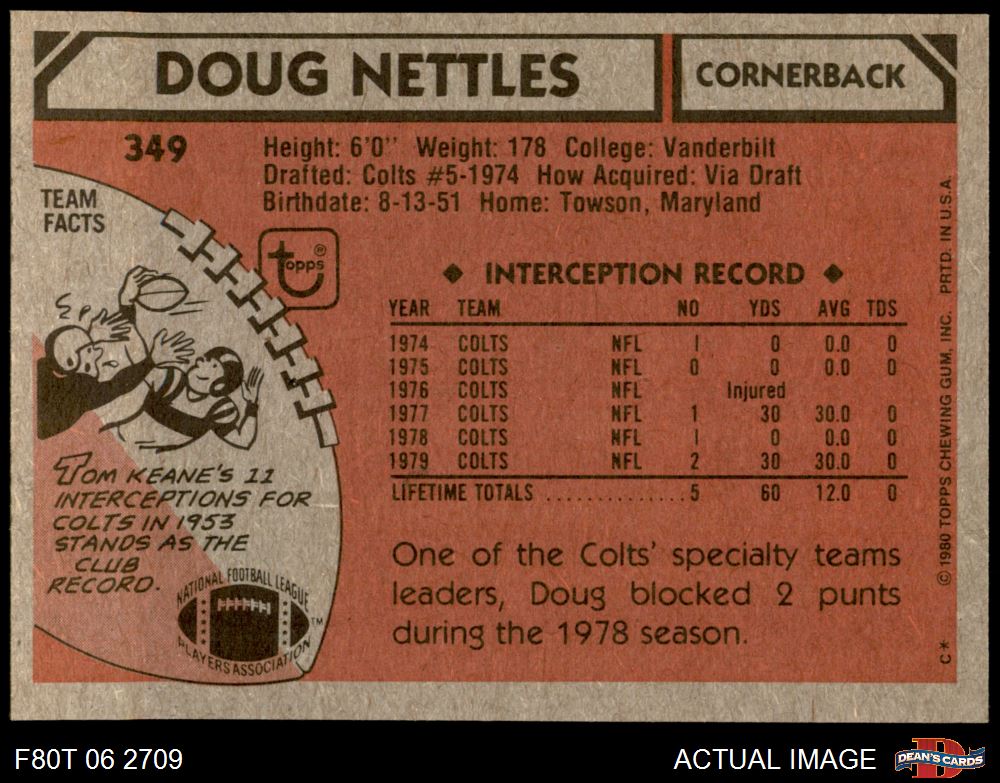 DOUG NETTLES
CORNERBACK
349
Height: 6'0" Weight: 178 College: Vanderbilt
Drafted: Colts #5-1974 How Acquired: Via Draft
Birthdate: 8-13-51 Home: Towson, Maryland
TEAM
FACTS
topps®
◆ INTERCEPTION RECORD ◆
YEAR TEAM NO YDS AVG TDS
1974 COLTS NFL 1 0 0.0 0
1975 COLTS NFL 0 0 0.0 0
1976 COLTS NFL Injured
1977 COLTS NFL 1 30 30.0 0
1978 COLTS NFL 1 0 0.0 0
1979 COLTS NFL 2 30 30.0 0
LIFETIME TOTALS .............. 5 60 12.0 0
TOM KEANE'S 11
INTERCEPTIONS FOR
COLTS IN 1953
STANDS AS THE
CLUB
RECORD.
NATIONAL FOOTBALL LEAGUE
PLAYERS ASSOCIATION
TM
One of the Colts' specialty teams
leaders, Doug blocked 2 punts
during the 1978 season.
© 1980 TOPPS CHEWING GUM, INC. PRTD. IN U.S.A.
C*
F80T 06 2709
ACTUAL IMAGE
D
DEAN'S CARDS